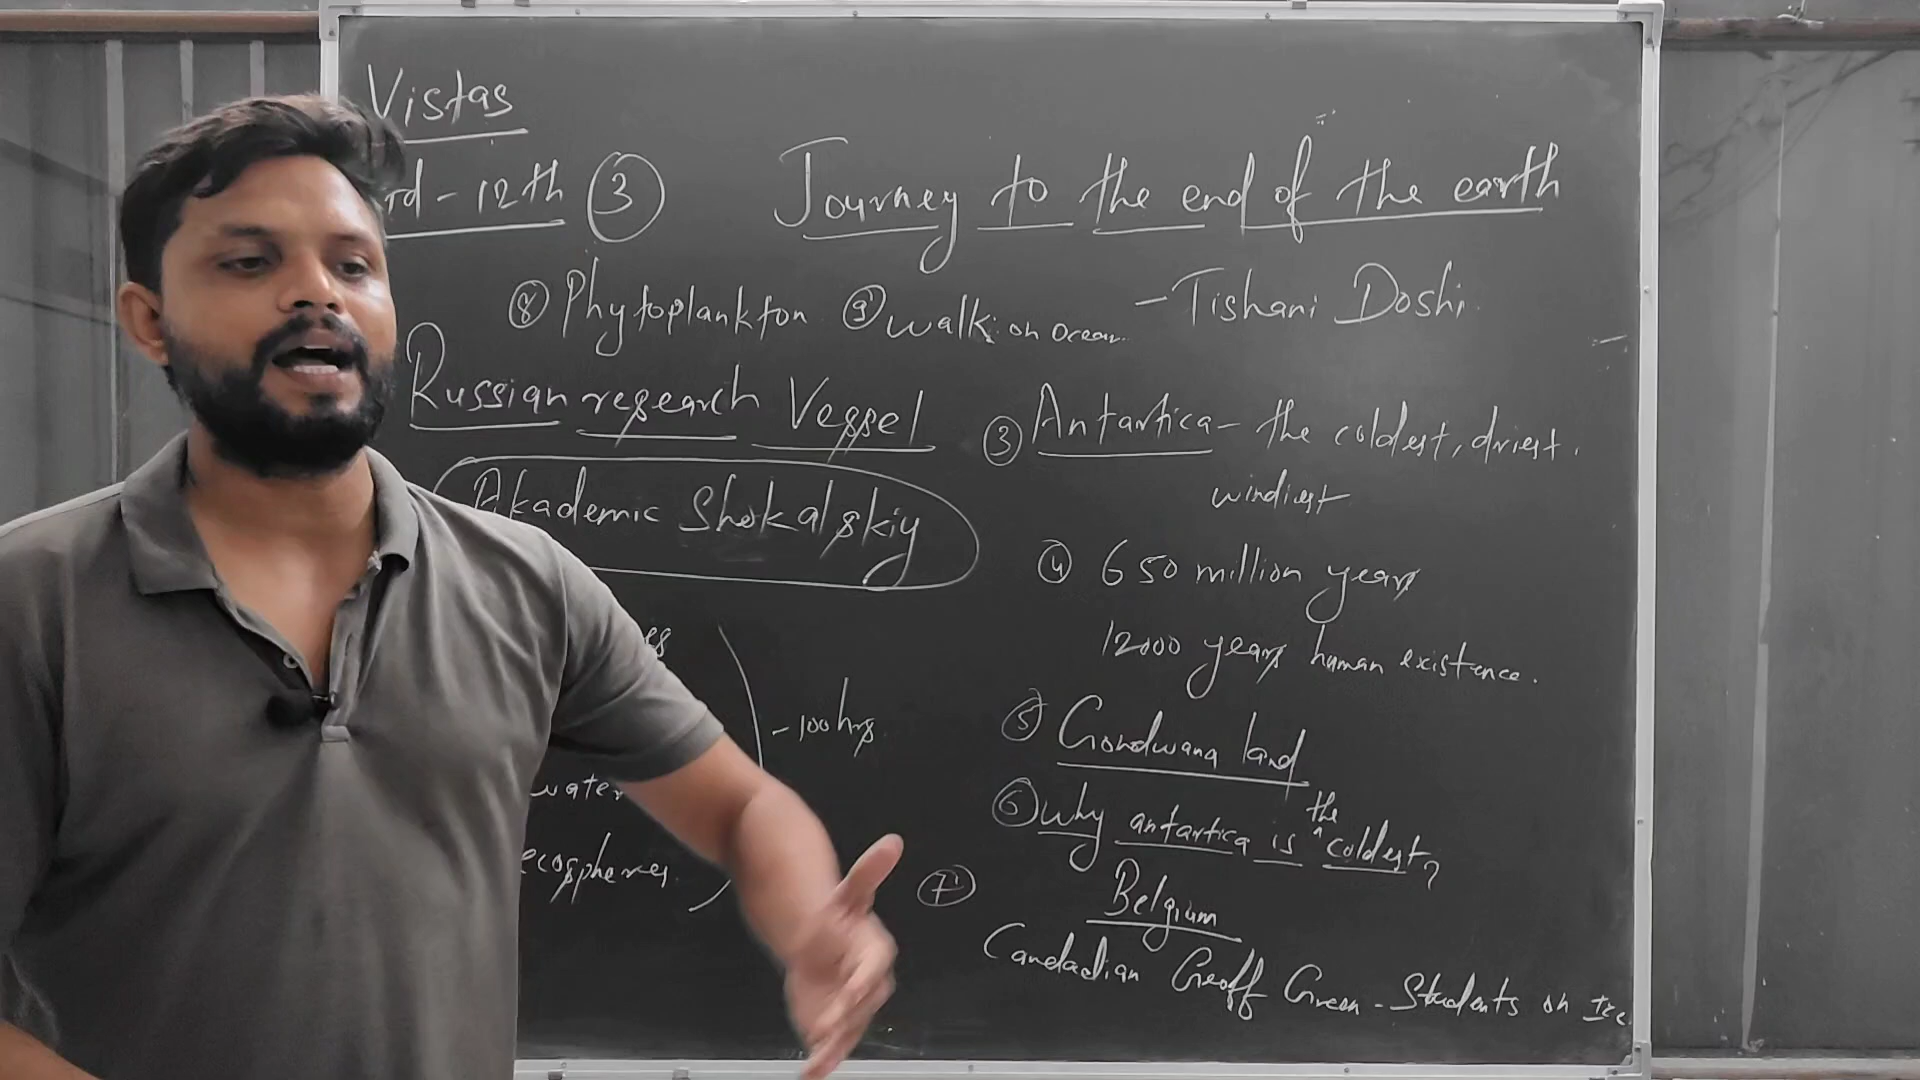 Vistas
rd - 12th ③
Journey to the end of the earth
- Tishani Doshi
⑧ Phytoplankton ⑨ walk on ocean
Russian research Vessel
Akademic Shokalskiy
- 100 hrs
water
ecospheres
③ Antartica - the coldest, driest,
windiest
④ 650 million years
12000 years human existence.
⑤ Gondwana land
⑥ Why antartica is the coldest?
⑦ Belgium
Candadian Geoff Green - Students on Ice